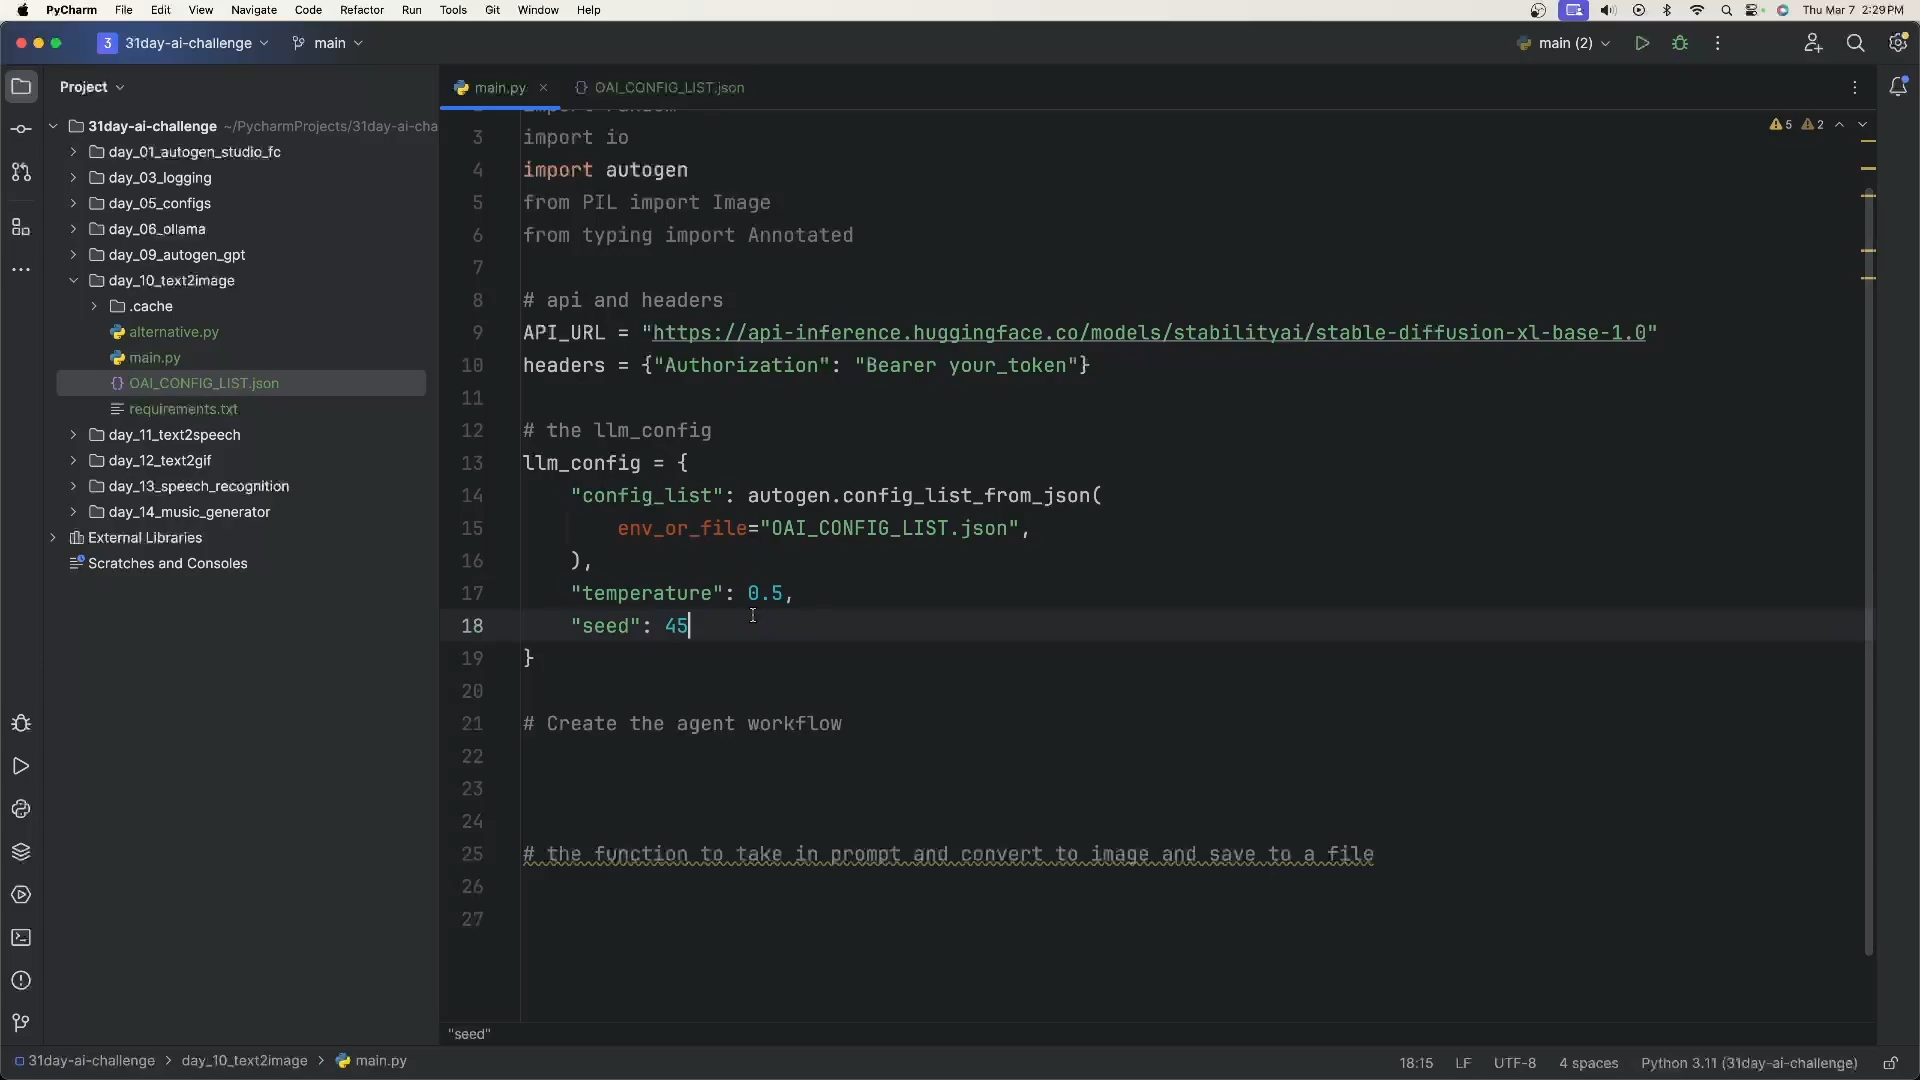 PyCharm File Edit View Navigate Code Refactor Run Tools Git Window Help Thu Mar 7 2:29 PM
3 31day-ai-challenge main main (2)
Project main.py OAI_CONFIG_LIST.json
31day-ai-challenge ~/PycharmProjects/31day-ai-cha
day_01_autogen_studio_fc
day_03_logging
day_05_configs
day_06_ollama
day_09_autogen_gpt
day_10_text2image
.cache
alternative.py
main.py
OAI_CONFIG_LIST.json
requirements.txt
day_11_text2speech
day_12_text2gif
day_13_speech_recognition
day_14_music_generator
External Libraries
Scratches and Consoles
5 2
import random
3 import io
4 import autogen
5 from PIL import Image
6 from typing import Annotated
7
8 # api and headers
9 API_URL = "https://api-inference.huggingface.co/models/stabilityai/stable-diffusion-xl-base-1.0"
10 headers = {"Authorization": "Bearer your_token"}
11
12 # the llm_config
13 llm_config = {
14 "config_list": autogen.config_list_from_json(
15 env_or_file="OAI_CONFIG_LIST.json",
16 ),
17 "temperature": 0.5,
18 "seed": 45
19 }
20
21 # Create the agent workflow
22
23
24
25 # the function to take in prompt and convert to image and save to a file
26
27
"seed"
31day-ai-challenge > day_10_text2image > main.py 18:15 LF UTF-8 4 spaces Python 3.11 (31day-ai-challenge)